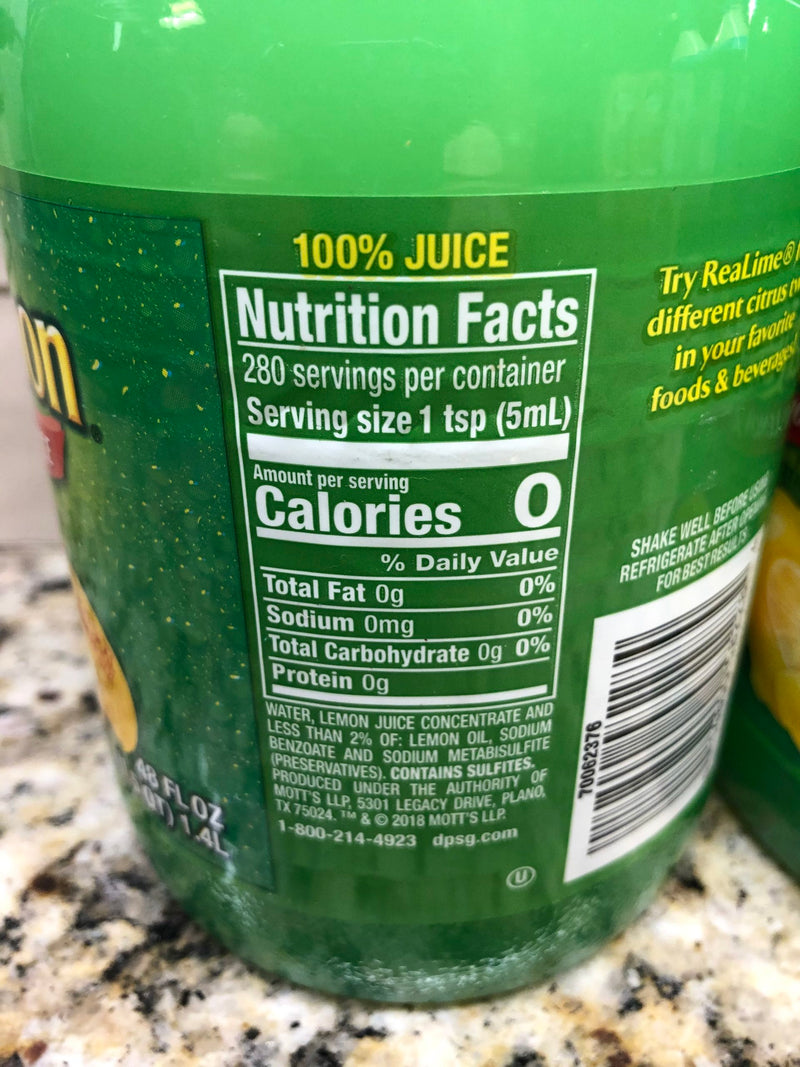 on
100% JUICE
Nutrition Facts
280 servings per container
Serving size 1 tsp (5mL)
Amount per serving
Calories 0
% Daily Value
Total Fat 0g 0%
Sodium 0mg 0%
Total Carbohydrate 0g 0%
Protein 0g
WATER, LEMON JUICE CONCENTRATE AND
LESS THAN 2% OF: LEMON OIL, SODIUM
BENZOATE AND SODIUM METABISULFITE
(PRESERVATIVES). CONTAINS SULFITES.
PRODUCED UNDER THE AUTHORITY OF
MOTT'S LLP, 5301 LEGACY DRIVE, PLANO,
TX 75024. ™ & © 2018 MOTT'S LLP.
1-800-214-4923 dpsg.com
U
48 FL OZ
QT) 1.4L
Try ReaLime®
different citrus
in your favorite
foods & beverages!
SHAKE WELL BEFORE USING
REFRIGERATE AFTER
FOR BEST RESULTS
70062376